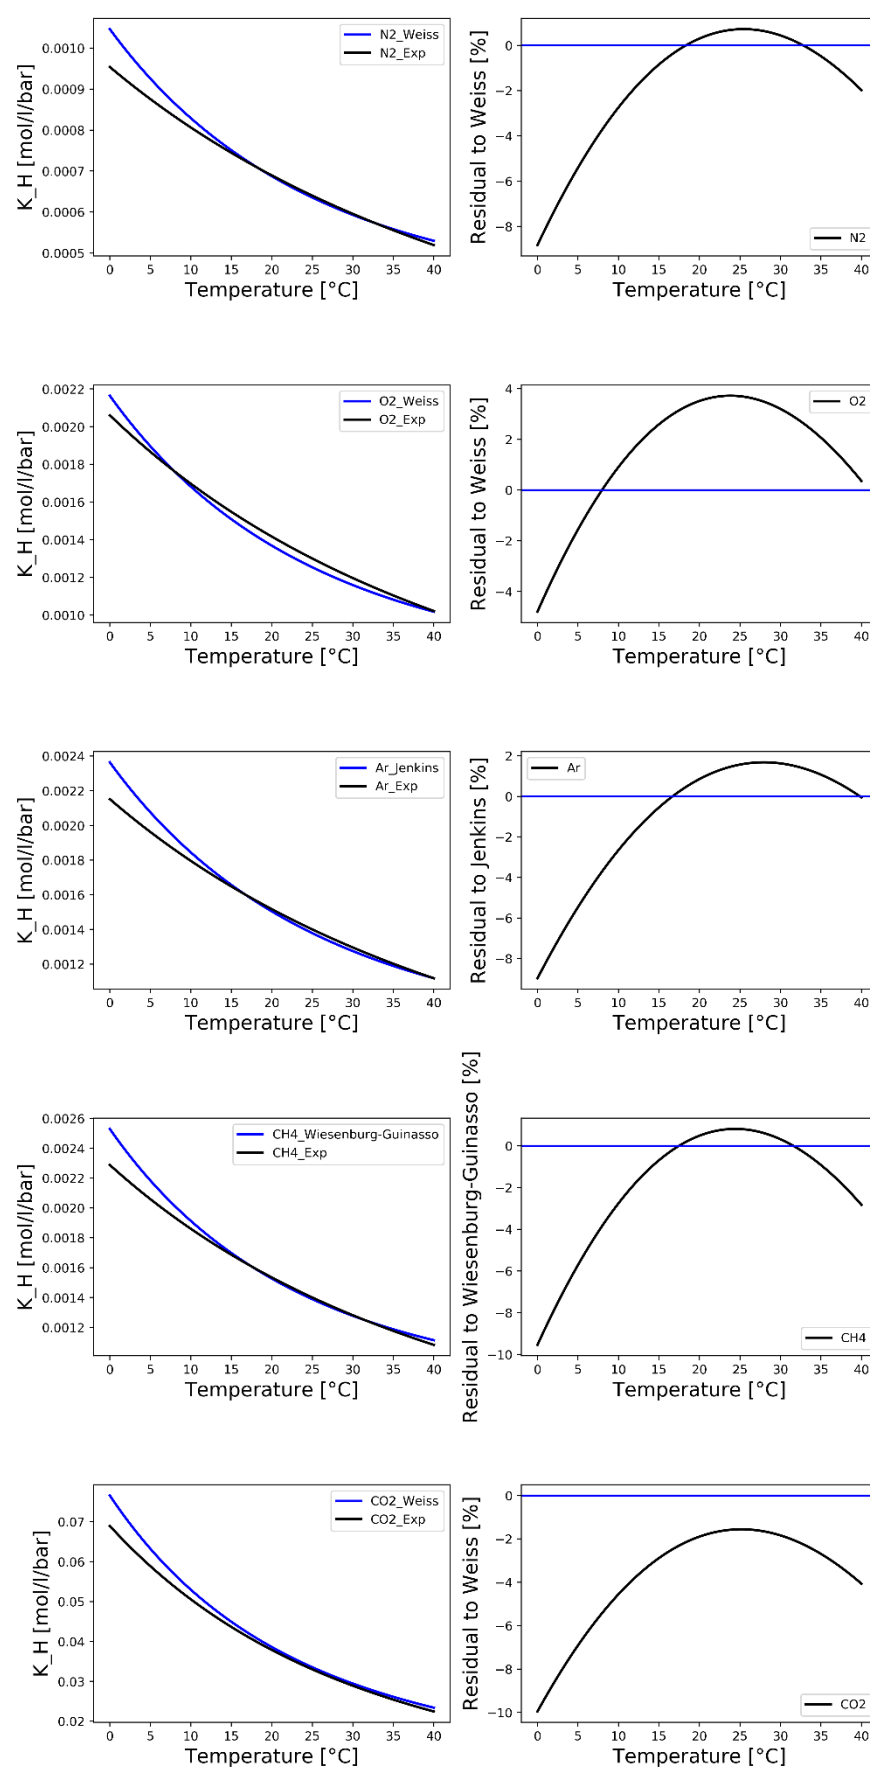 N2_Weiss
N2_Exp
K_H [mol/l/bar]
0.0010
0.0009
0.0008
0.0007
0.0006
0.0005
0 5 10 15 20 25 30 35 40
Temperature [°C]
Residual to Weiss [%]
0
−2
−4
−6
−8
N2
0 5 10 15 20 25 30 35 40
Temperature [°C]
O2_Weiss
O2_Exp
K_H [mol/l/bar]
0.0022
0.0020
0.0018
0.0016
0.0014
0.0012
0.0010
0 5 10 15 20 25 30 35 40
Temperature [°C]
Residual to Weiss [%]
4
2
0
−2
−4
O2
0 5 10 15 20 25 30 35 40
Temperature [°C]
Ar_Jenkins
Ar_Exp
K_H [mol/l/bar]
0.0024
0.0022
0.0020
0.0018
0.0016
0.0014
0.0012
0 5 10 15 20 25 30 35 40
Temperature [°C]
Residual to Jenkins [%]
2
0
−2
−4
−6
−8
Ar
0 5 10 15 20 25 30 35 40
Temperature [°C]
CH4_Wiesenburg-Guinasso
CH4_Exp
K_H [mol/l/bar]
0.0026
0.0024
0.0022
0.0020
0.0018
0.0016
0.0014
0.0012
0 5 10 15 20 25 30 35 40
Temperature [°C]
Residual to Wiesenburg-Guinasso [%]
0
−2
−4
−6
−8
−10
CH4
0 5 10 15 20 25 30 35 40
Temperature [°C]
CO2_Weiss
CO2_Exp
K_H [mol/l/bar]
0.07
0.06
0.05
0.04
0.03
0.02
0 5 10 15 20 25 30 35 40
Temperature [°C]
Residual to Weiss [%]
0
−2
−4
−6
−8
−10
CO2
0 5 10 15 20 25 30 35 40
Temperature [°C]